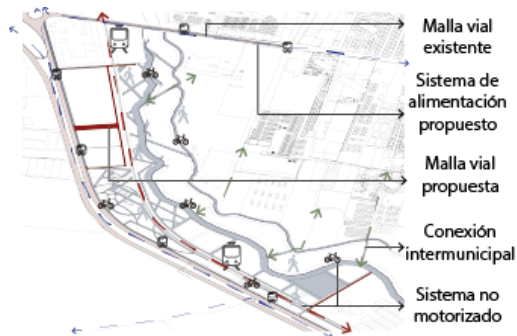 Malla vial
existente
Sistema de
alimentación
propuesto
Malla vial
propuesta
Conexión
intermunicipal
Sistema no
motorizado